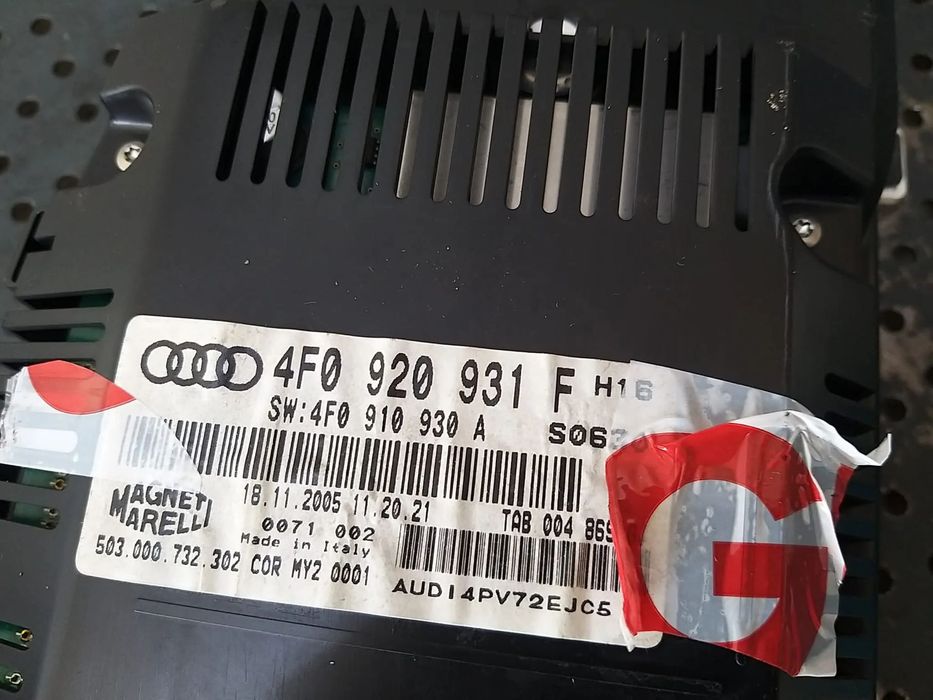 4F0 920 931 F H16
SW:4F0 910 930 A S063
18.11.2005 11.20.21 TAB 004 869
MAGNETI MARELLI
0071 002
Made in Italy
503.000.732.302 COR MY2 0001
AUDI4PV72EJC5
G